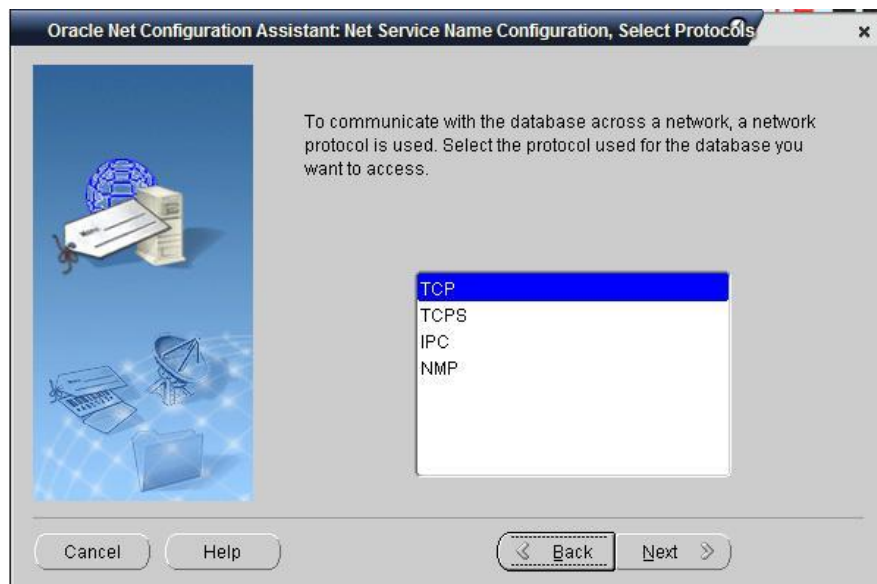 Oracle Net Configuration Assistant: Net Service Name Configuration, Select Protocols
To communicate with the database across a network, a network
protocol is used. Select the protocol used for the database you
want to access.
TCP
TCPS
IPC
NMP
Cancel
Help
Back
Next